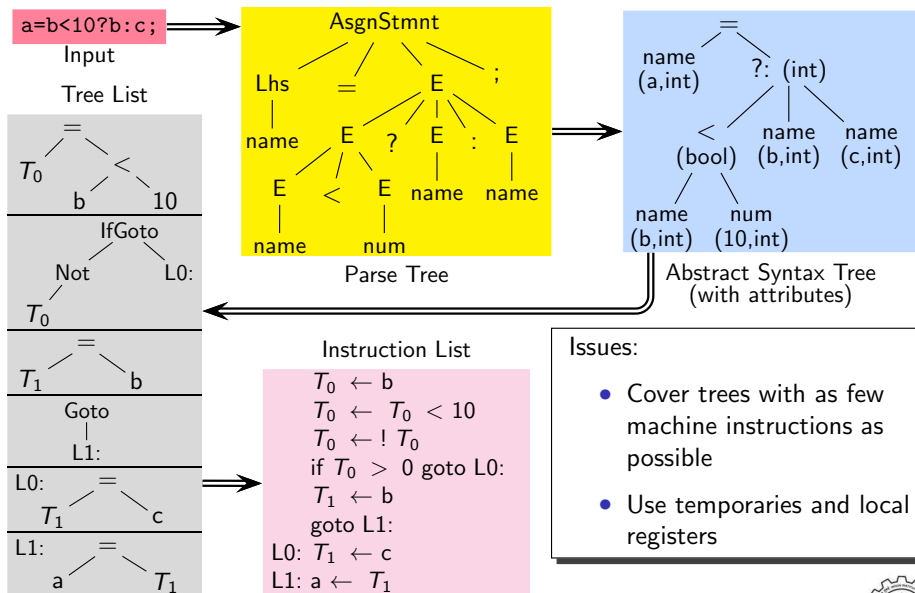 a=b<10?b:c;
Input
AsgnStmnt
Lhs = E ;
name E ? E : E
E < E name name
name num
Parse Tree
=
name
(a,int)
?: (int)
<
(bool)
name
(b,int)
name
(c,int)
name
(b,int)
num
(10,int)
Abstract Syntax Tree
(with attributes)
Tree List
=
T₀ <
b 10
IfGoto
Not L0:
T₀
=
T₁ b
Goto
L1:
L0: =
T₁ c
L1: =
a T₁
Instruction List
T₀ ← b
T₀ ← T₀ < 10
T₀ ← ! T₀
if T₀ > 0 goto L0:
T₁ ← b
goto L1:
L0: T₁ ← c
L1: a ← T₁
Issues:
• Cover trees with as few
machine instructions as
possible
• Use temporaries and local
registers